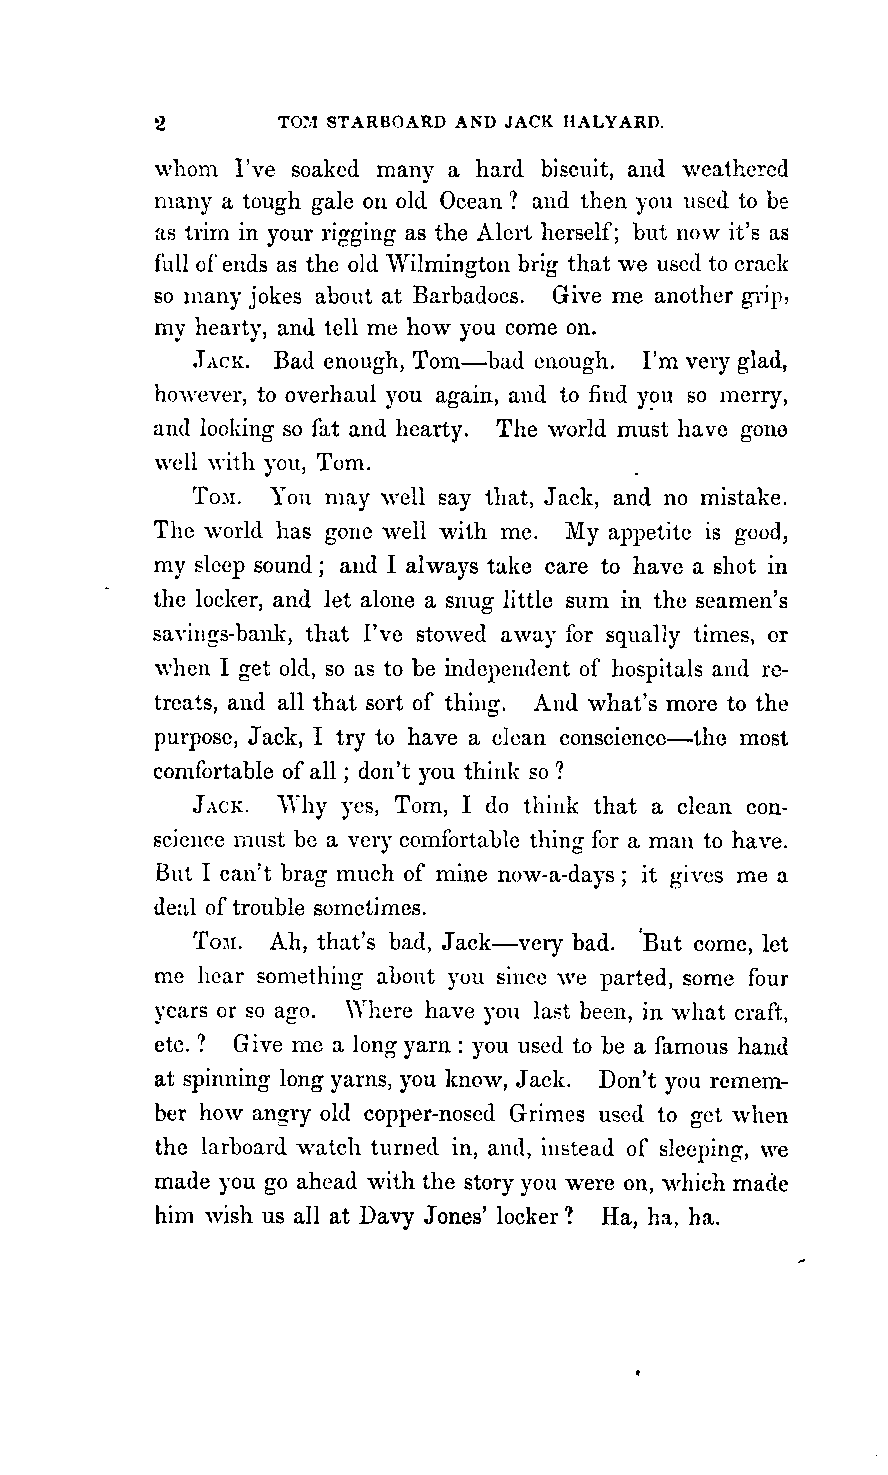 2 TOM STARBOARD AND JACK HALYARD.
whom I've soaked many a hard biscuit, and weathered
many a tough gale on old Ocean ? and then you used to be
as trim in your rigging as the Alert herself; but now it's as
full of ends as the old Wilmington brig that we used to crack
so many jokes about at Barbadoes. Give me another grip,
my hearty, and tell me how you come on.
JACK. Bad enough, Tom—bad enough. I'm very glad,
however, to overhaul you again, and to find you so merry,
and looking so fat and hearty. The world must have gone
well with you, Tom.
TOM. You may well say that, Jack, and no mistake.
The world has gone well with me. My appetite is good,
my sleep sound ; and I always take care to have a shot in
the locker, and let alone a snug little sum in the seamen's
savings-bank, that I've stowed away for squally times, or
when I get old, so as to be independent of hospitals and re-
treats, and all that sort of thing. And what's more to the
purpose, Jack, I try to have a clean conscience—the most
comfortable of all ; don't you think so ?
JACK. Why yes, Tom, I do think that a clean con-
science must be a very comfortable thing for a man to have.
But I can't brag much of mine now-a-days ; it gives me a
deal of trouble sometimes.
TOM. Ah, that's bad, Jack—very bad. But come, let
me hear something about you since we parted, some four
years or so ago. Where have you last been, in what craft,
etc. ? Give me a long yarn : you used to be a famous hand
at spinning long yarns, you know, Jack. Don't you remem-
ber how angry old copper-nosed Grimes used to get when
the larboard watch turned in, and, instead of sleeping, we
made you go ahead with the story you were on, which made
him wish us all at Davy Jones' locker ? Ha, ha, ha.